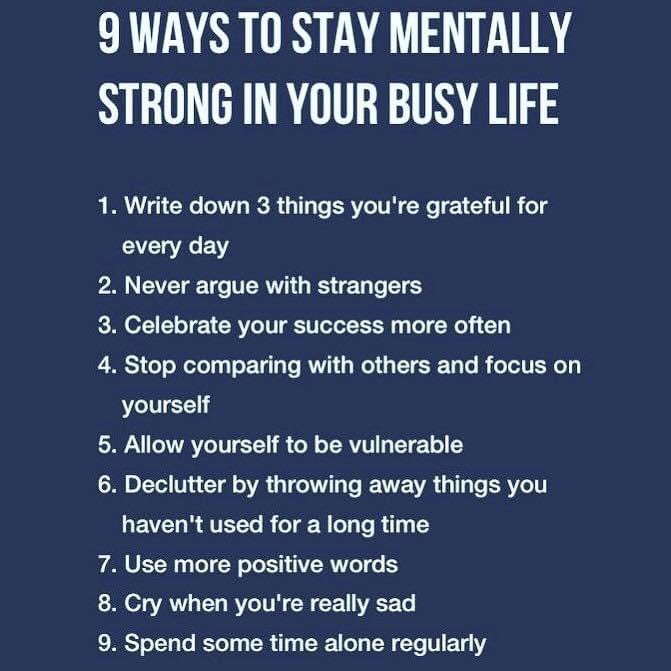 9 WAYS TO STAY MENTALLY
STRONG IN YOUR BUSY LIFE
1. Write down 3 things you're grateful for
every day
2. Never argue with strangers
3. Celebrate your success more often
4. Stop comparing with others and focus on
yourself
5. Allow yourself to be vulnerable
6. Declutter by throwing away things you
haven't used for a long time
7. Use more positive words
8. Cry when you're really sad
9. Spend some time alone regularly